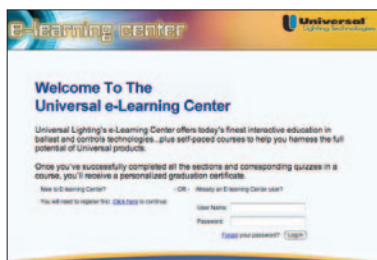 e-learning center
Universal
Lighting Technologies
Welcome To The
Universal e-Learning Center
Universal Lighting's e-Learning Center offers today's finest interactive education in
ballast and controls technologies...plus self-paced courses to help you harness the full
potential of Universal products.
Once you've successfully completed all the sections and corresponding quizzes in a
course, you'll receive a personalized graduation certificate.
New to E-learning Center? - OR - Already an E-learning Center user?
You will need to register first. Click here to continue
User Name:
Password:
Forgot your password? Login